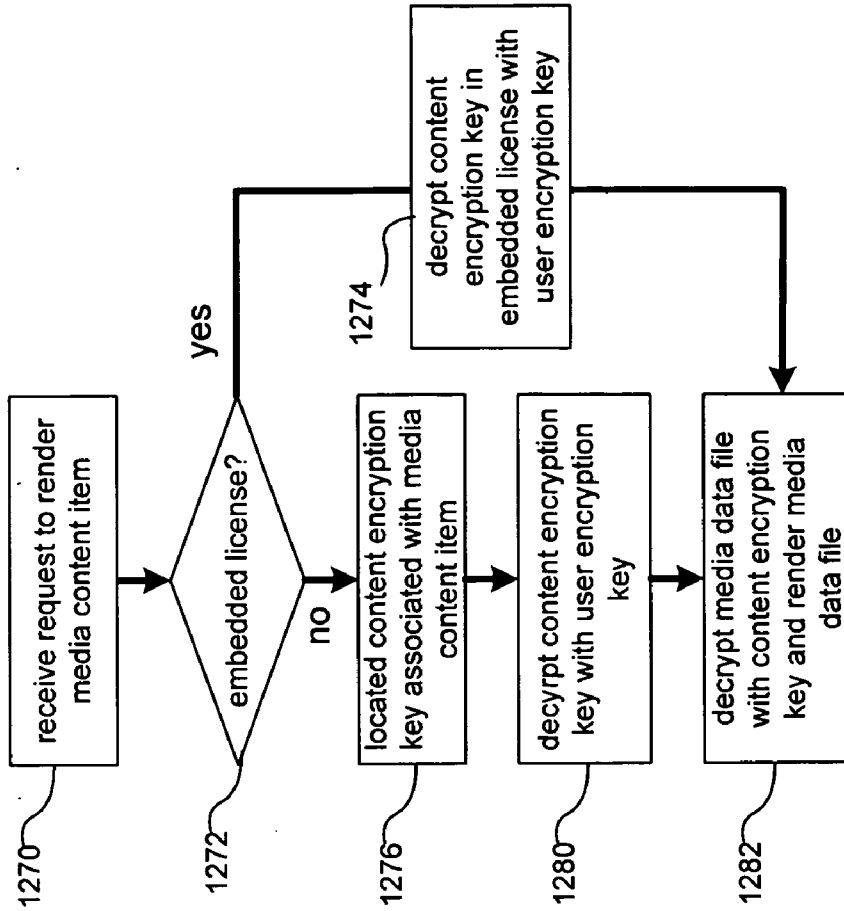 1270
receive request to render
media content item
1272
embedded license?
yes
no
1274
decrypt content
encryption key in
embedded license with
user encryption key
1276
located content encryption
key associated with media
content item
1280
decyrpt content encryption
key with user encryption
key
1282
decrypt media data file
with content encryption
key and render media
data file